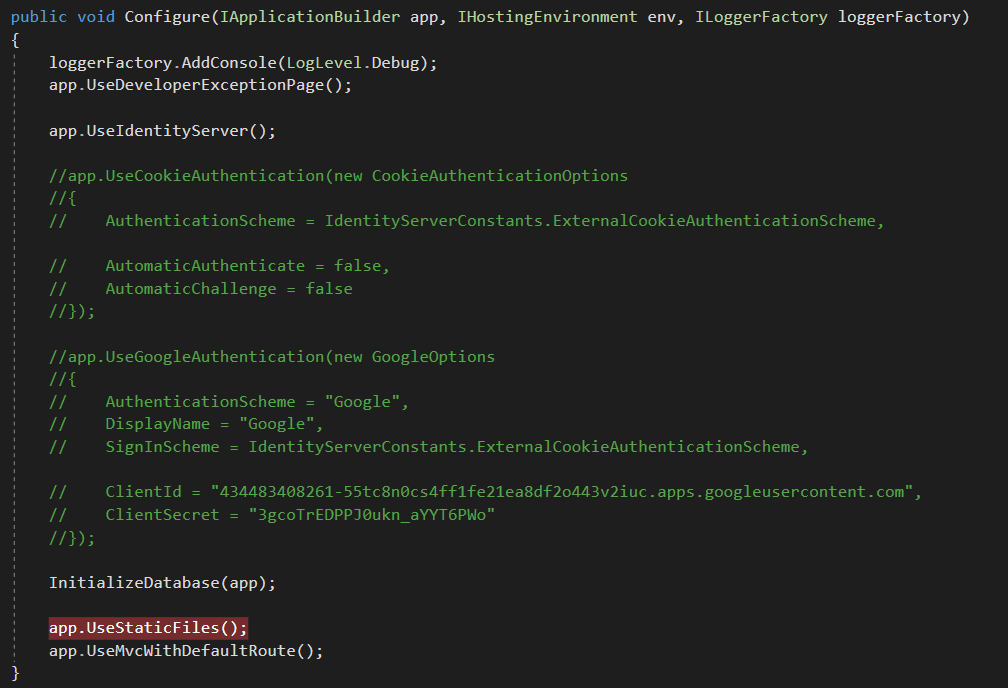 public void Configure(IApplicationBuilder app, IHostingEnvironment env, ILoggerFactory loggerFactory)
{
    loggerFactory.AddConsole(LogLevel.Debug);
    app.UseDeveloperExceptionPage();

    app.UseIdentityServer();

    //app.UseCookieAuthentication(new CookieAuthenticationOptions
    //{
    //    AuthenticationScheme = IdentityServerConstants.ExternalCookieAuthenticationScheme,

    //    AutomaticAuthenticate = false,
    //    AutomaticChallenge = false
    //});

    //app.UseGoogleAuthentication(new GoogleOptions
    //{
    //    AuthenticationScheme = "Google",
    //    DisplayName = "Google",
    //    SignInScheme = IdentityServerConstants.ExternalCookieAuthenticationScheme,

    //    ClientId = "434483408261-55tc8n0cs4ff1fe21ea8df2o443v2iuc.apps.googleusercontent.com",
    //    ClientSecret = "3gcoTrEDPPJ0ukn_aYYT6PWo"
    //});

    InitializeDatabase(app);

    app.UseStaticFiles();
    app.UseMvcWithDefaultRoute();
}